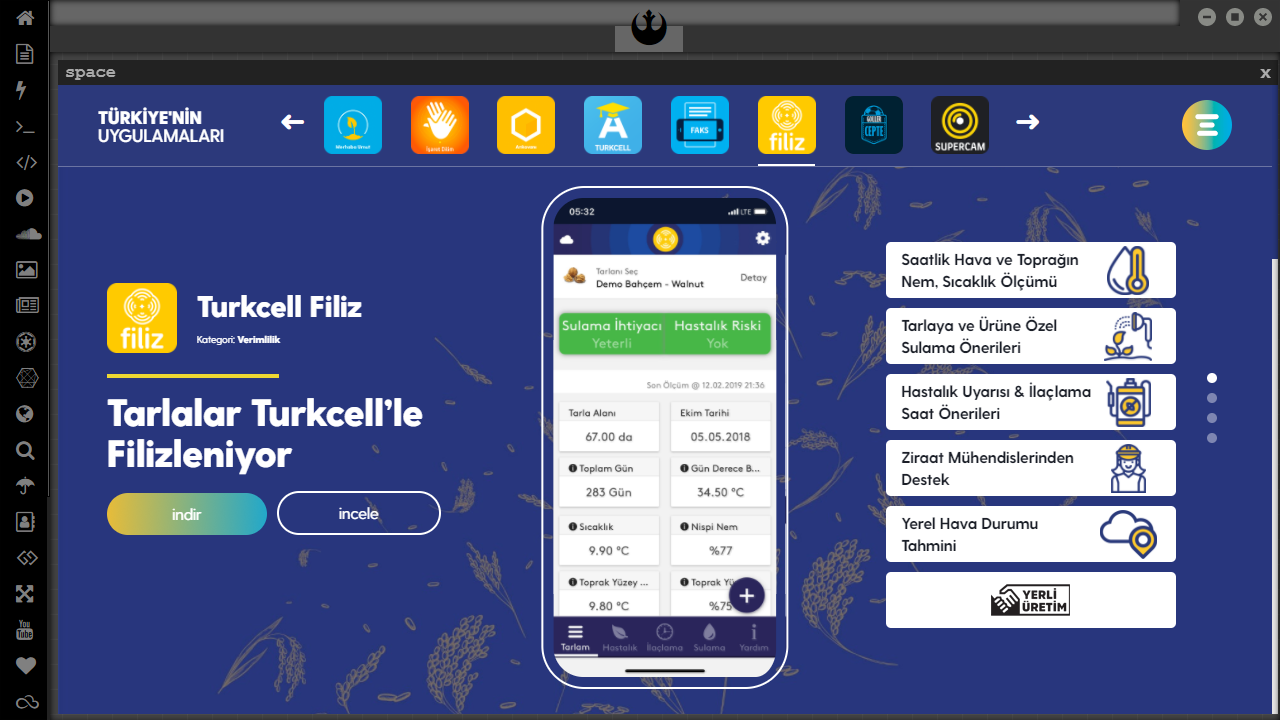 space
x
TÜRKİYE'NİN
UYGULAMALARI
Merhaba Umut
İşaret Dilim
A
TURKCELL
FAKS
filiz
GOLLER
CEPTE
SUPERCAM
filiz
Turkcell Filiz
Kategori: Verimlilik
Tarlalar Turkcell’le
Filizleniyor
indir
incele
05:32
LTE
Tarlanı Seç
Demo Bahçem - Walnut
Detay
Sulama İhtiyacı
Yeterli
Hastalık Riski
Yok
Son Ölçüm @ 12.02.2019 21:36
Tarla Alanı
67.00 da
Ekim Tarihi
05.05.2018
Toplam Gün
283 Gün
Gün Derece B...
34.50 °C
Sıcaklık
9.90 °C
Nispi Nem
%77
Toprak Yüzey ...
9.80 °C
Toprak Yü
%75
Tarlam
Hastalık
İlaçlama
Sulama
Yardım
Saatlik Hava ve Toprağın
Nem, Sıcaklık Ölçümü
Tarlaya ve Ürüne Özel
Sulama Önerileri
Hastalık Uyarısı & İlaçlama
Saat Önerileri
Ziraat Mühendislerinden
Destek
Yerel Hava Durumu
Tahmini
YERLİ
ÜRETİM
You
Tube